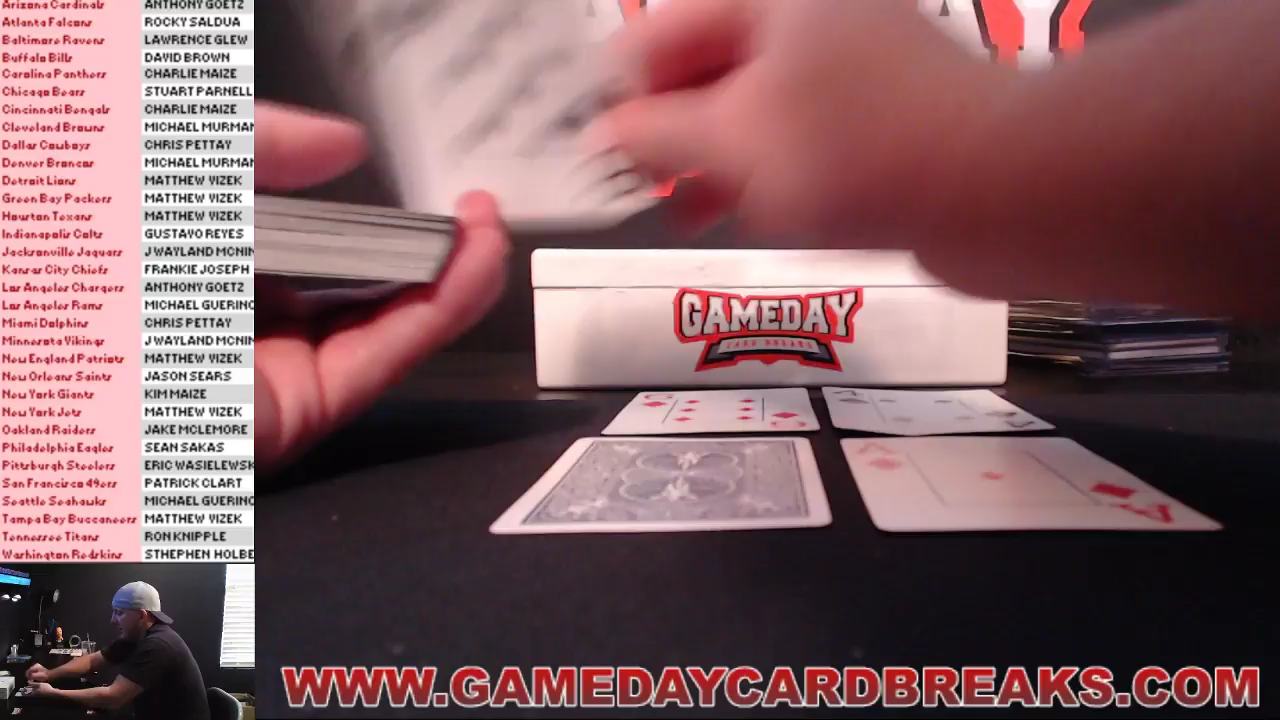 Arizona Cardinals ANTHONY GOETZ
Atlanta Falcons ROCKY SALDUA
Baltimore Ravens LAWRENCE GLEW
Buffalo Bills DAVID BROWN
Carolina Panthers CHARLIE MAIZE
Chicago Bears STUART PARNELL
Cincinnati Bengals CHARLIE MAIZE
Cleveland Browns MICHAEL MURMAN
Dallas Cowboys CHRIS PETTAY
Denver Broncos MICHAEL MURMAN
Detroit Lions MATTHEW VIZEK
Green Bay Packers MATTHEW VIZEK
Houston Texans MATTHEW VIZEK
Indianapolis Colts GUSTAVO REYES
Jacksonville Jaguars J WAYLAND MCNIN
Kansas City Chiefs FRANKIE JOSEPH
Los Angeles Chargers ANTHONY GOETZ
Los Angeles Rams MICHAEL GUERINO
Miami Dolphins CHRIS PETTAY
Minnesota Vikings J WAYLAND MCNIN
New England Patriots MATTHEW VIZEK
New Orleans Saints JASON SEARS
New York Giants KIM MAIZE
New York Jets MATTHEW VIZEK
Oakland Raiders JAKE MCLEMORE
Philadelphia Eagles SEAN SAKAS
Pittsburgh Steelers ERIC WASIELEWSK
San Francisco 49ers PATRICK CLART
Seattle Seahawks MICHAEL GUERINO
Tampa Bay Buccaneers MATTHEW VIZEK
Tennessee Titans RON KNIPPLE
Washington Redskins STHEPHEN HOLBE
GAMEDAY
CARD BREAKS
A
A
WWW.GAMEDAYCARDBREAKS.COM